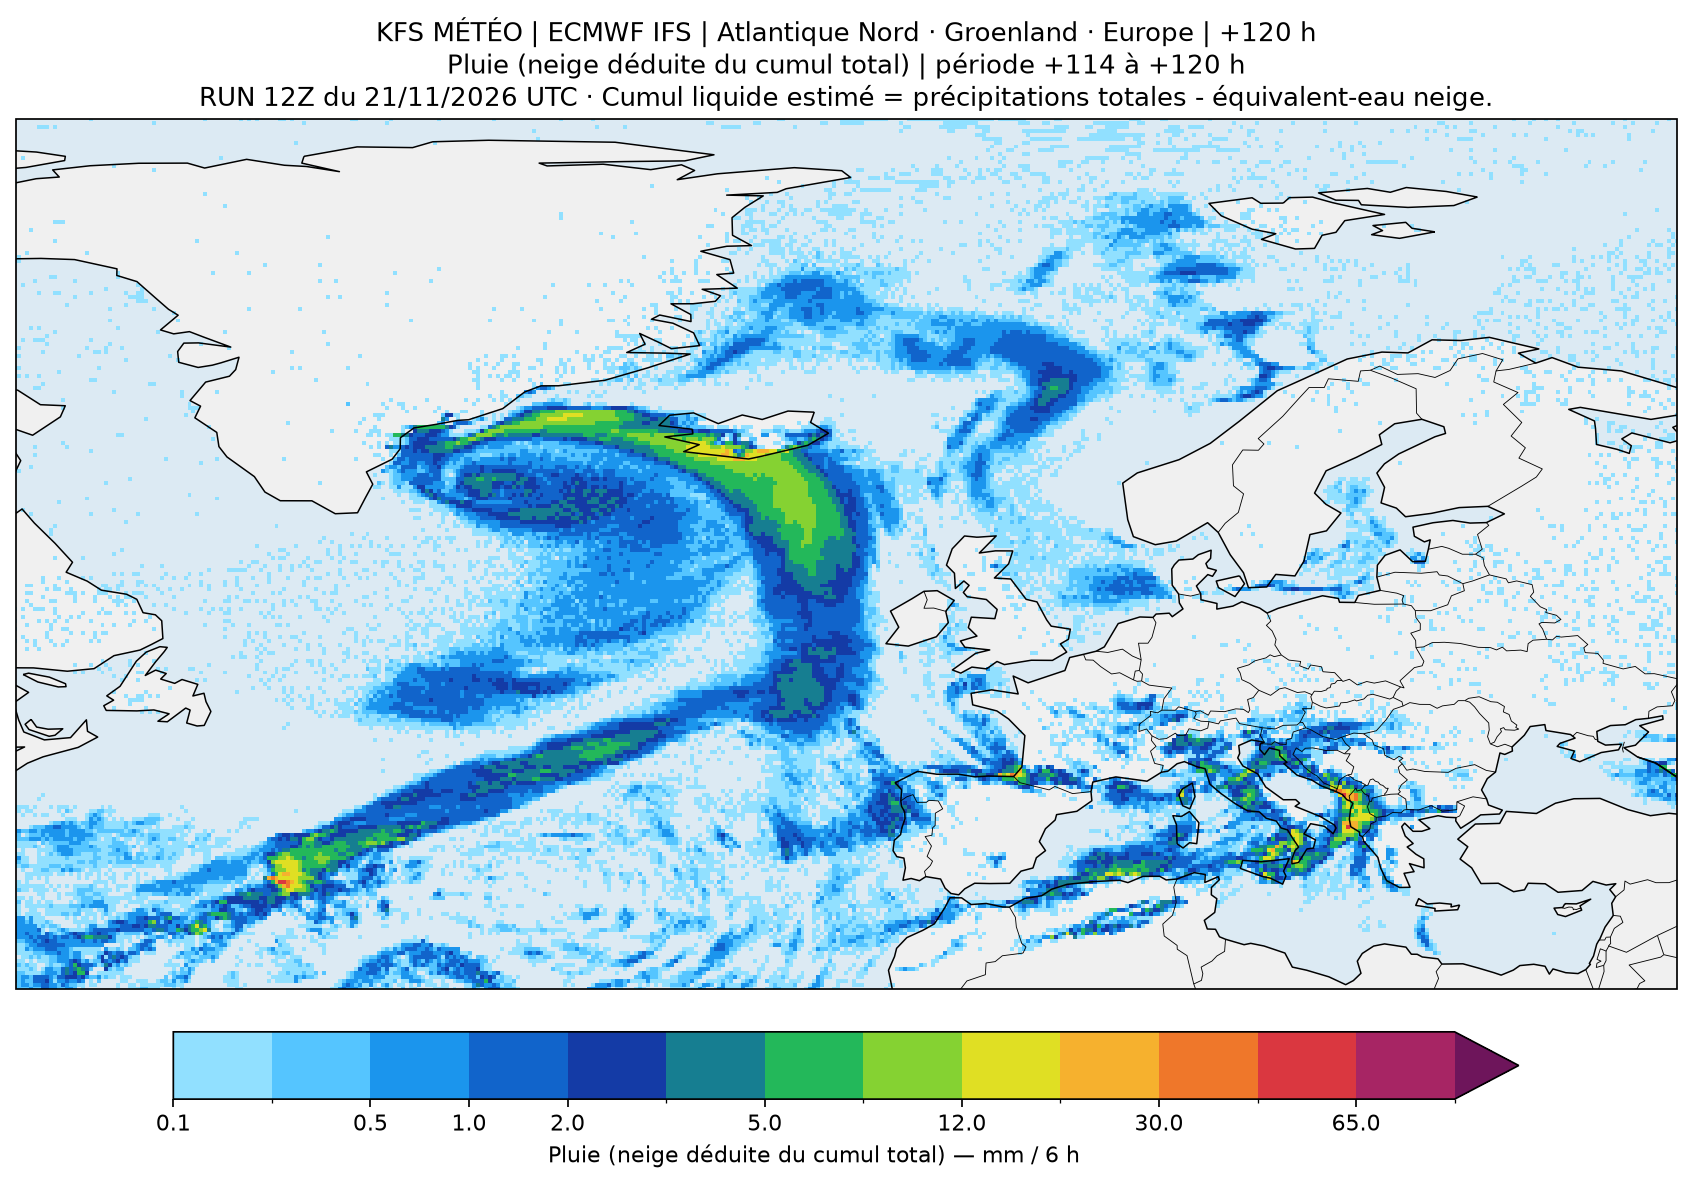 KFS MÉTÉO | ECMWF IFS | Atlantique Nord · Groenland · Europe | +120 h
Pluie (neige déduite du cumul total) | période +114 à +120 h
RUN 12Z du 21/11/2026 UTC · Cumul liquide estimé = précipitations totales - équivalent-eau neige.
0.1 0.5 1.0 2.0 5.0 12.0 30.0 65.0
Pluie (neige déduite du cumul total) — mm / 6 h